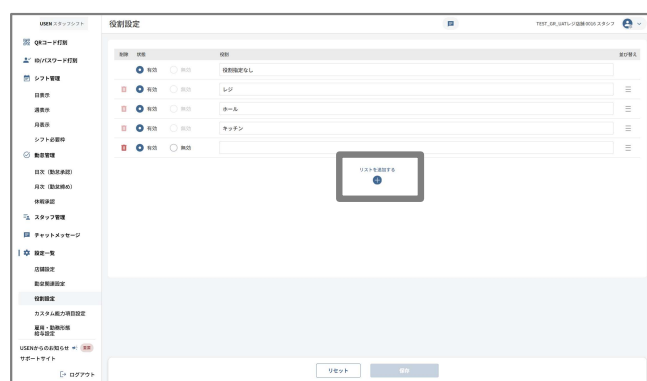 USEN スタッフシフト
役割設定
TEST_GR_UATレジ店舗0016 スタッフ
QRコード打刻
ID/パスワード打刻
シフト管理
日表示
週表示
月表示
シフト必要枠
勤怠管理
日次（勤怠承認）
月次（勤怠締め）
休暇承認
スタッフ管理
チャットメッセージ
設定一覧
店舗設定
勤怠関連設定
役割設定
カスタム能力項目設定
雇用・勤務形態
給与設定
USENからのお知らせ
重要
サポートサイト
ログアウト
削除 状態 役割 並び替え
有効 無効 役割指定なし
有効 無効 レジ
有効 無効 ホール
有効 無効 キッチン
有効 無効
リストを追加する
リセット 保存